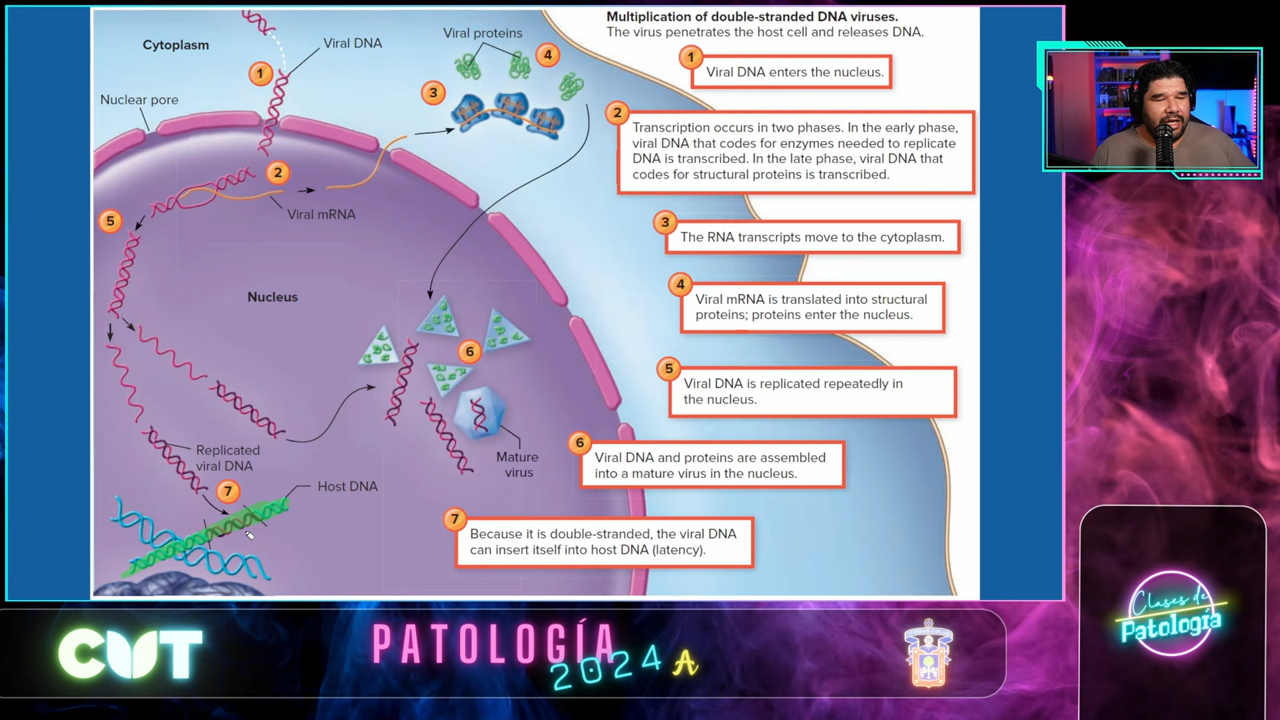 Multiplication of double-stranded DNA viruses.
The virus penetrates the host cell and releases DNA.
Cytoplasm
Viral DNA
Viral proteins
Nuclear pore
1
2
3
4
5
6
7
Viral mRNA
Nucleus
Replicated
viral DNA
Host DNA
Mature
virus
1
Viral DNA enters the nucleus.
2
Transcription occurs in two phases. In the early phase,
viral DNA that codes for enzymes needed to replicate
DNA is transcribed. In the late phase, viral DNA that
codes for structural proteins is transcribed.
3
The RNA transcripts move to the cytoplasm.
4
Viral mRNA is translated into structural
proteins; proteins enter the nucleus.
5
Viral DNA is replicated repeatedly in
the nucleus.
6
Viral DNA and proteins are assembled
into a mature virus in the nucleus.
7
Because it is double-stranded, the viral DNA
can insert itself into host DNA (latency).
CUT
PATOLOGÍA
2024 A
Clases de
Patología